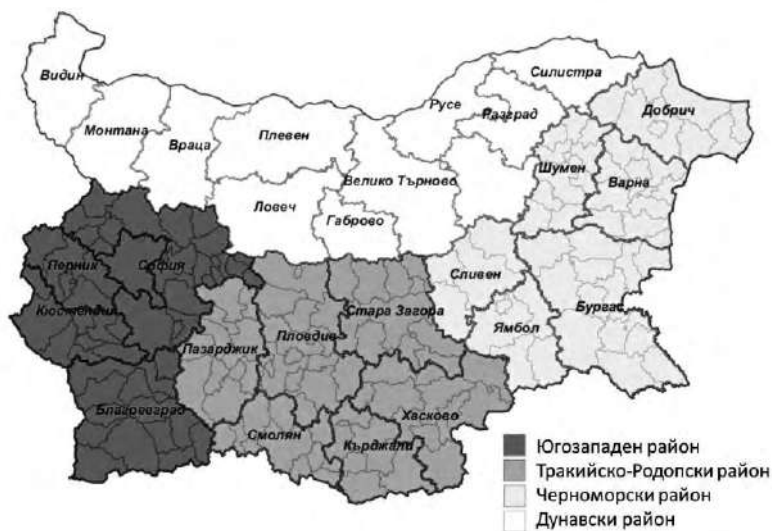 Видин
Монтана
Враца
Плевен
Ловеч
Велико Търново
Габрово
Русе
Разград
Силистра
Добрич
Шумен
Варна
Перник
София
Кюстендил
Благоевград
Пазарджик
Пловдив
Стара Загора
Сливен
Ямбол
Бургас
Смолян
Кърджали
Хасково
Югозападен район
Тракийско-Родопски район
Черноморски район
Дунавски район